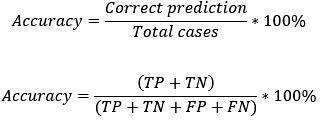 Accuracy = Correct prediction / Total cases * 100%
Accuracy = (TP + TN) / (TP + TN + FP + FN) * 100%